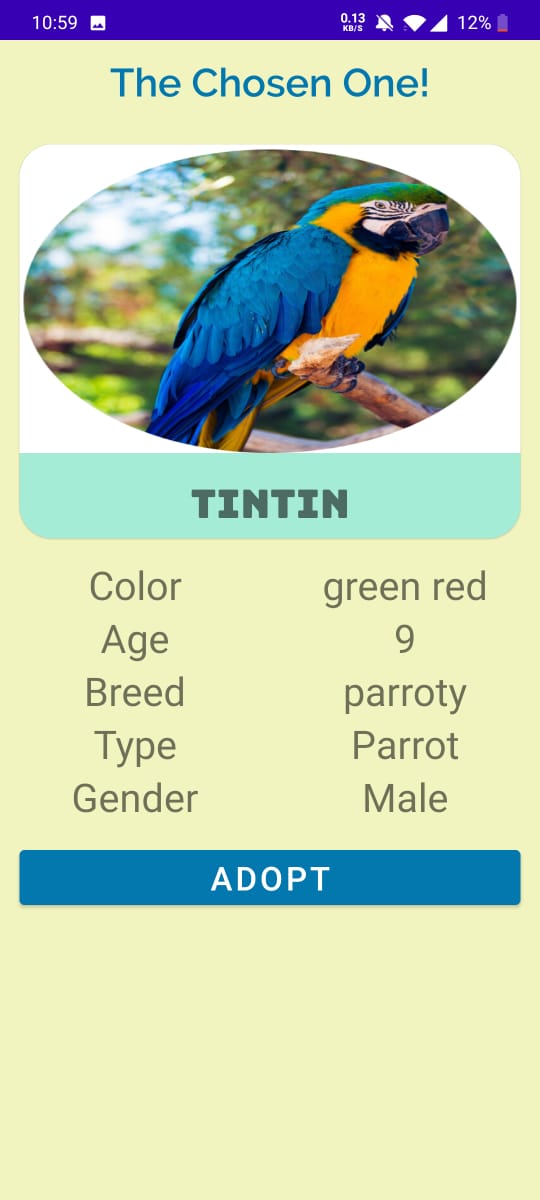 10:59 0.13 KB/S 12%
The Chosen One!
TINTIN
Color green red
Age 9
Breed parroty
Type Parrot
Gender Male
ADOPT